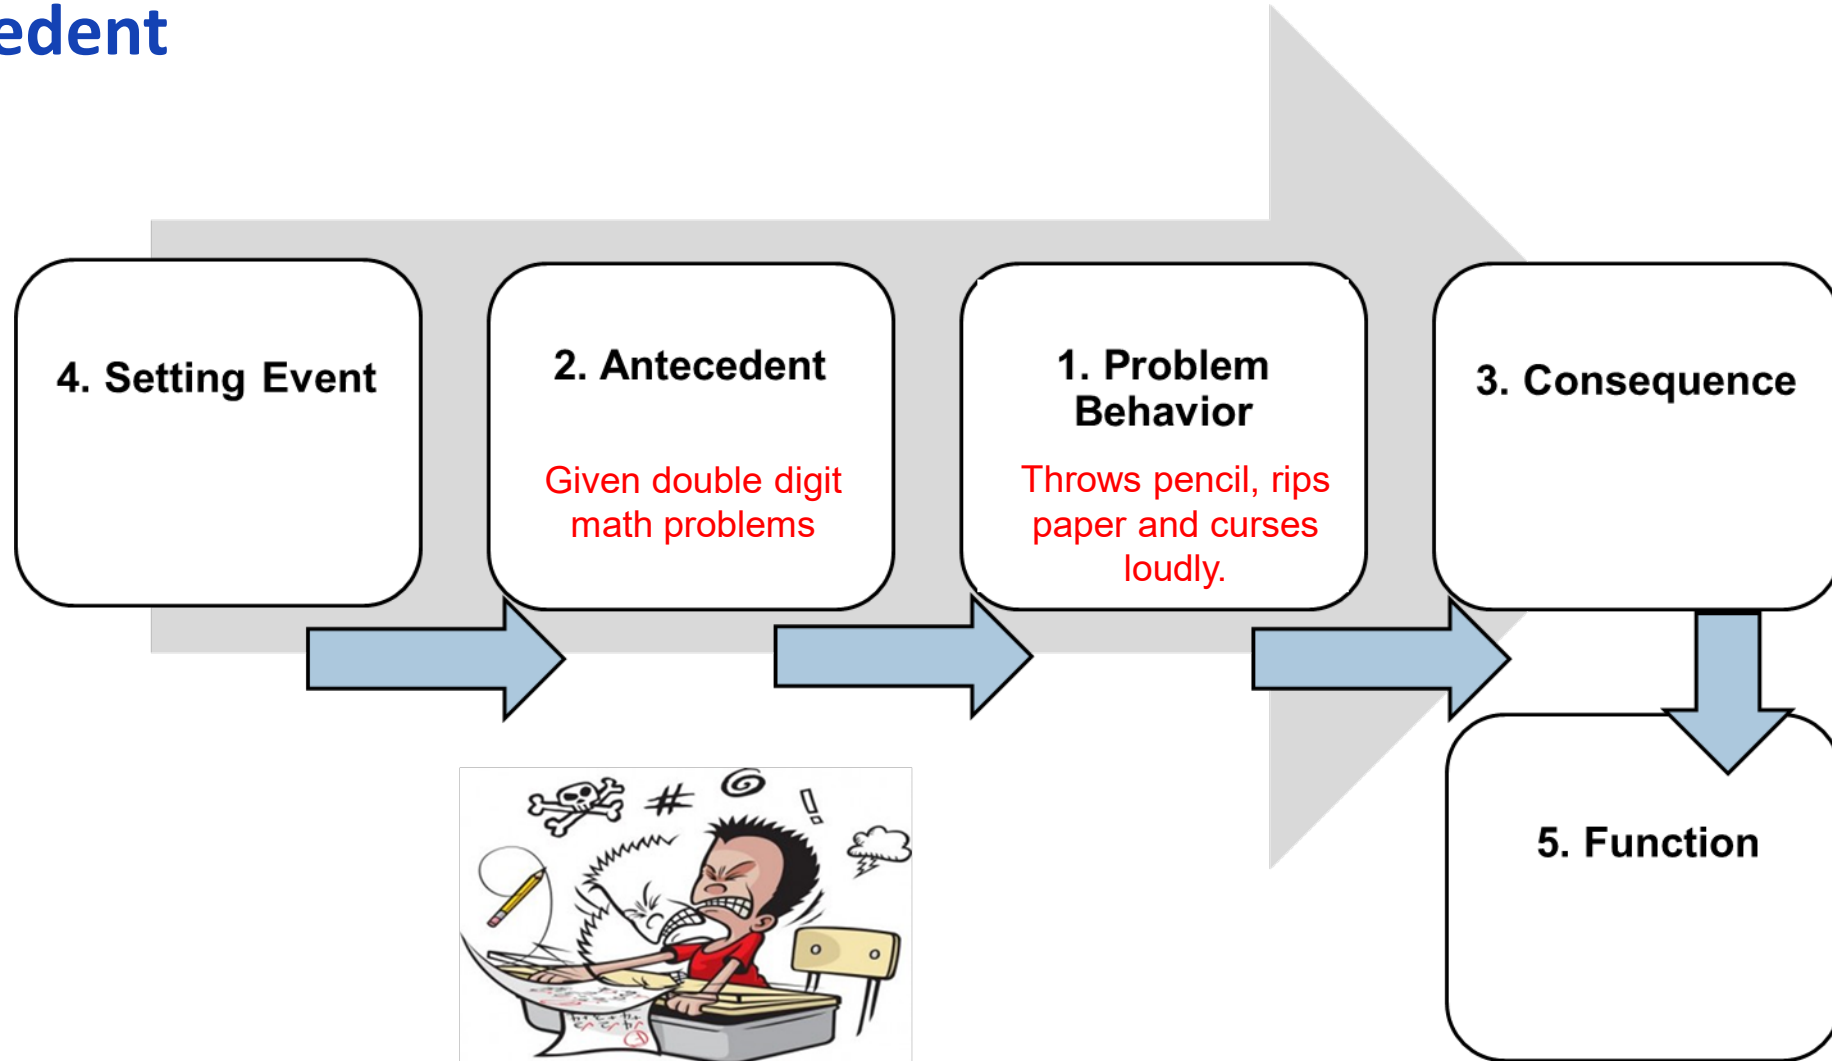 edent
4. Setting Event
2. Antecedent
Given double digit
math problems
1. Problem
Behavior
Throws pencil, rips
paper and curses
loudly.
3. Consequence
5. Function